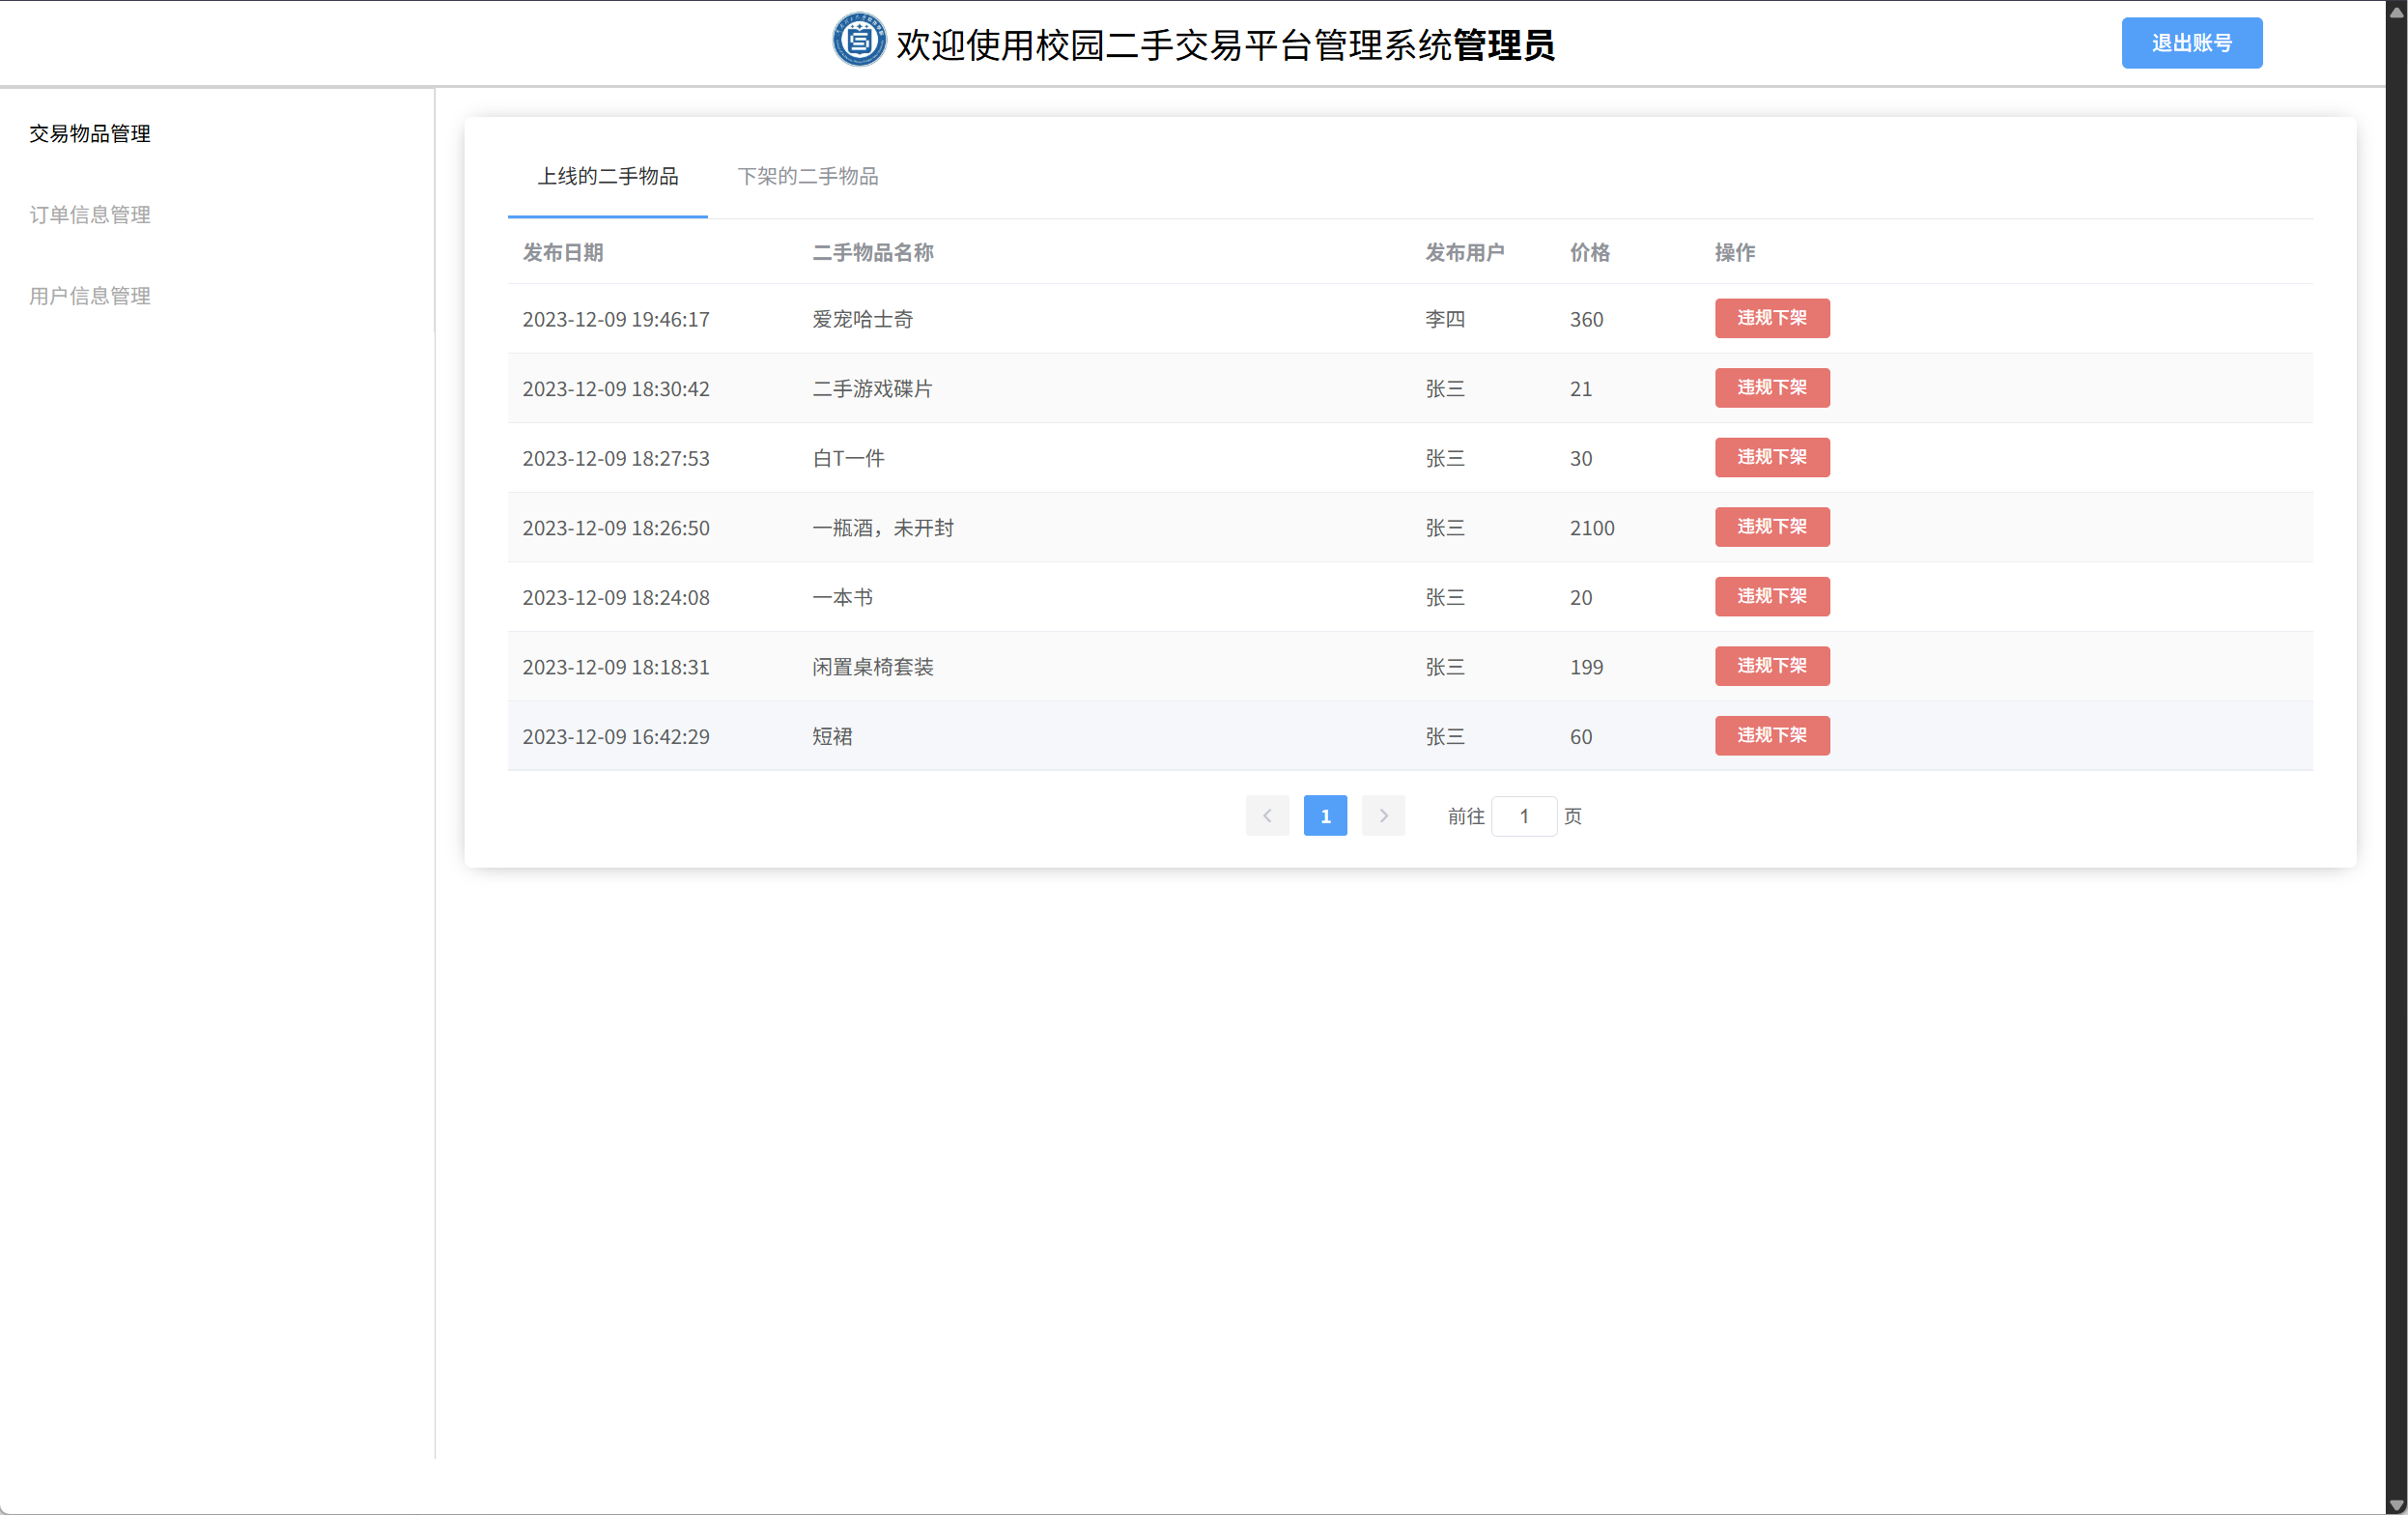 欢迎使用校园二手交易平台管理系统管理员
退出账号
交易物品管理
订单信息管理
用户信息管理
上线的二手物品 下架的二手物品
发布日期 二手物品名称 发布用户 价格 操作
2023-12-09 19:46:17 爱宠哈士奇 李四 360 违规下架
2023-12-09 18:30:42 二手游戏碟片 张三 21 违规下架
2023-12-09 18:27:53 白T一件 张三 30 违规下架
2023-12-09 18:26:50 一瓶酒，未开封 张三 2100 违规下架
2023-12-09 18:24:08 一本书 张三 20 违规下架
2023-12-09 18:18:31 闲置桌椅套装 张三 199 违规下架
2023-12-09 16:42:29 短裙 张三 60 违规下架
1 前往 1 页